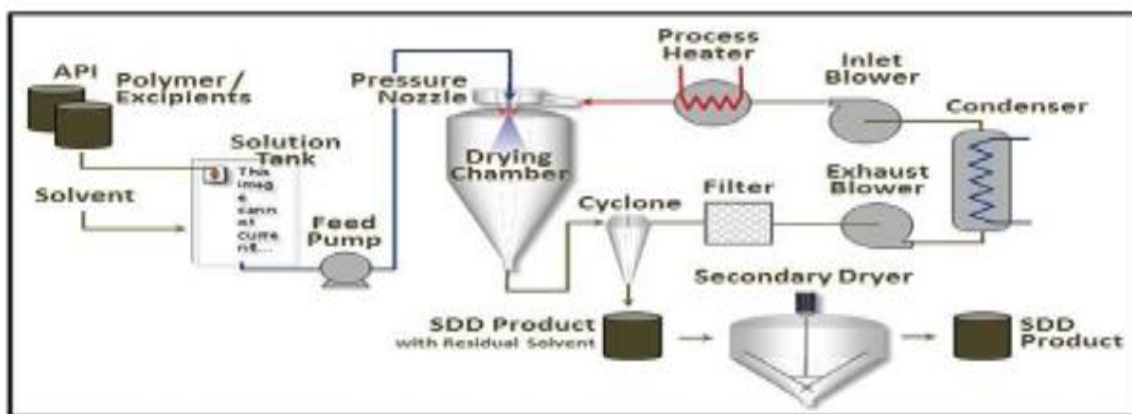 API
Polymer /
Excipients
Solvent
Solution
Tank
This
imag
e
cann
ot
curre
nt...
Feed
Pump
Pressure
Nozzle
Drying
Chamber
Process
Heater
Inlet
Blower
Condenser
Cyclone
Filter
Exhaust
Blower
Secondary Dryer
SDD Product
with Residual Solvent
SDD
Product